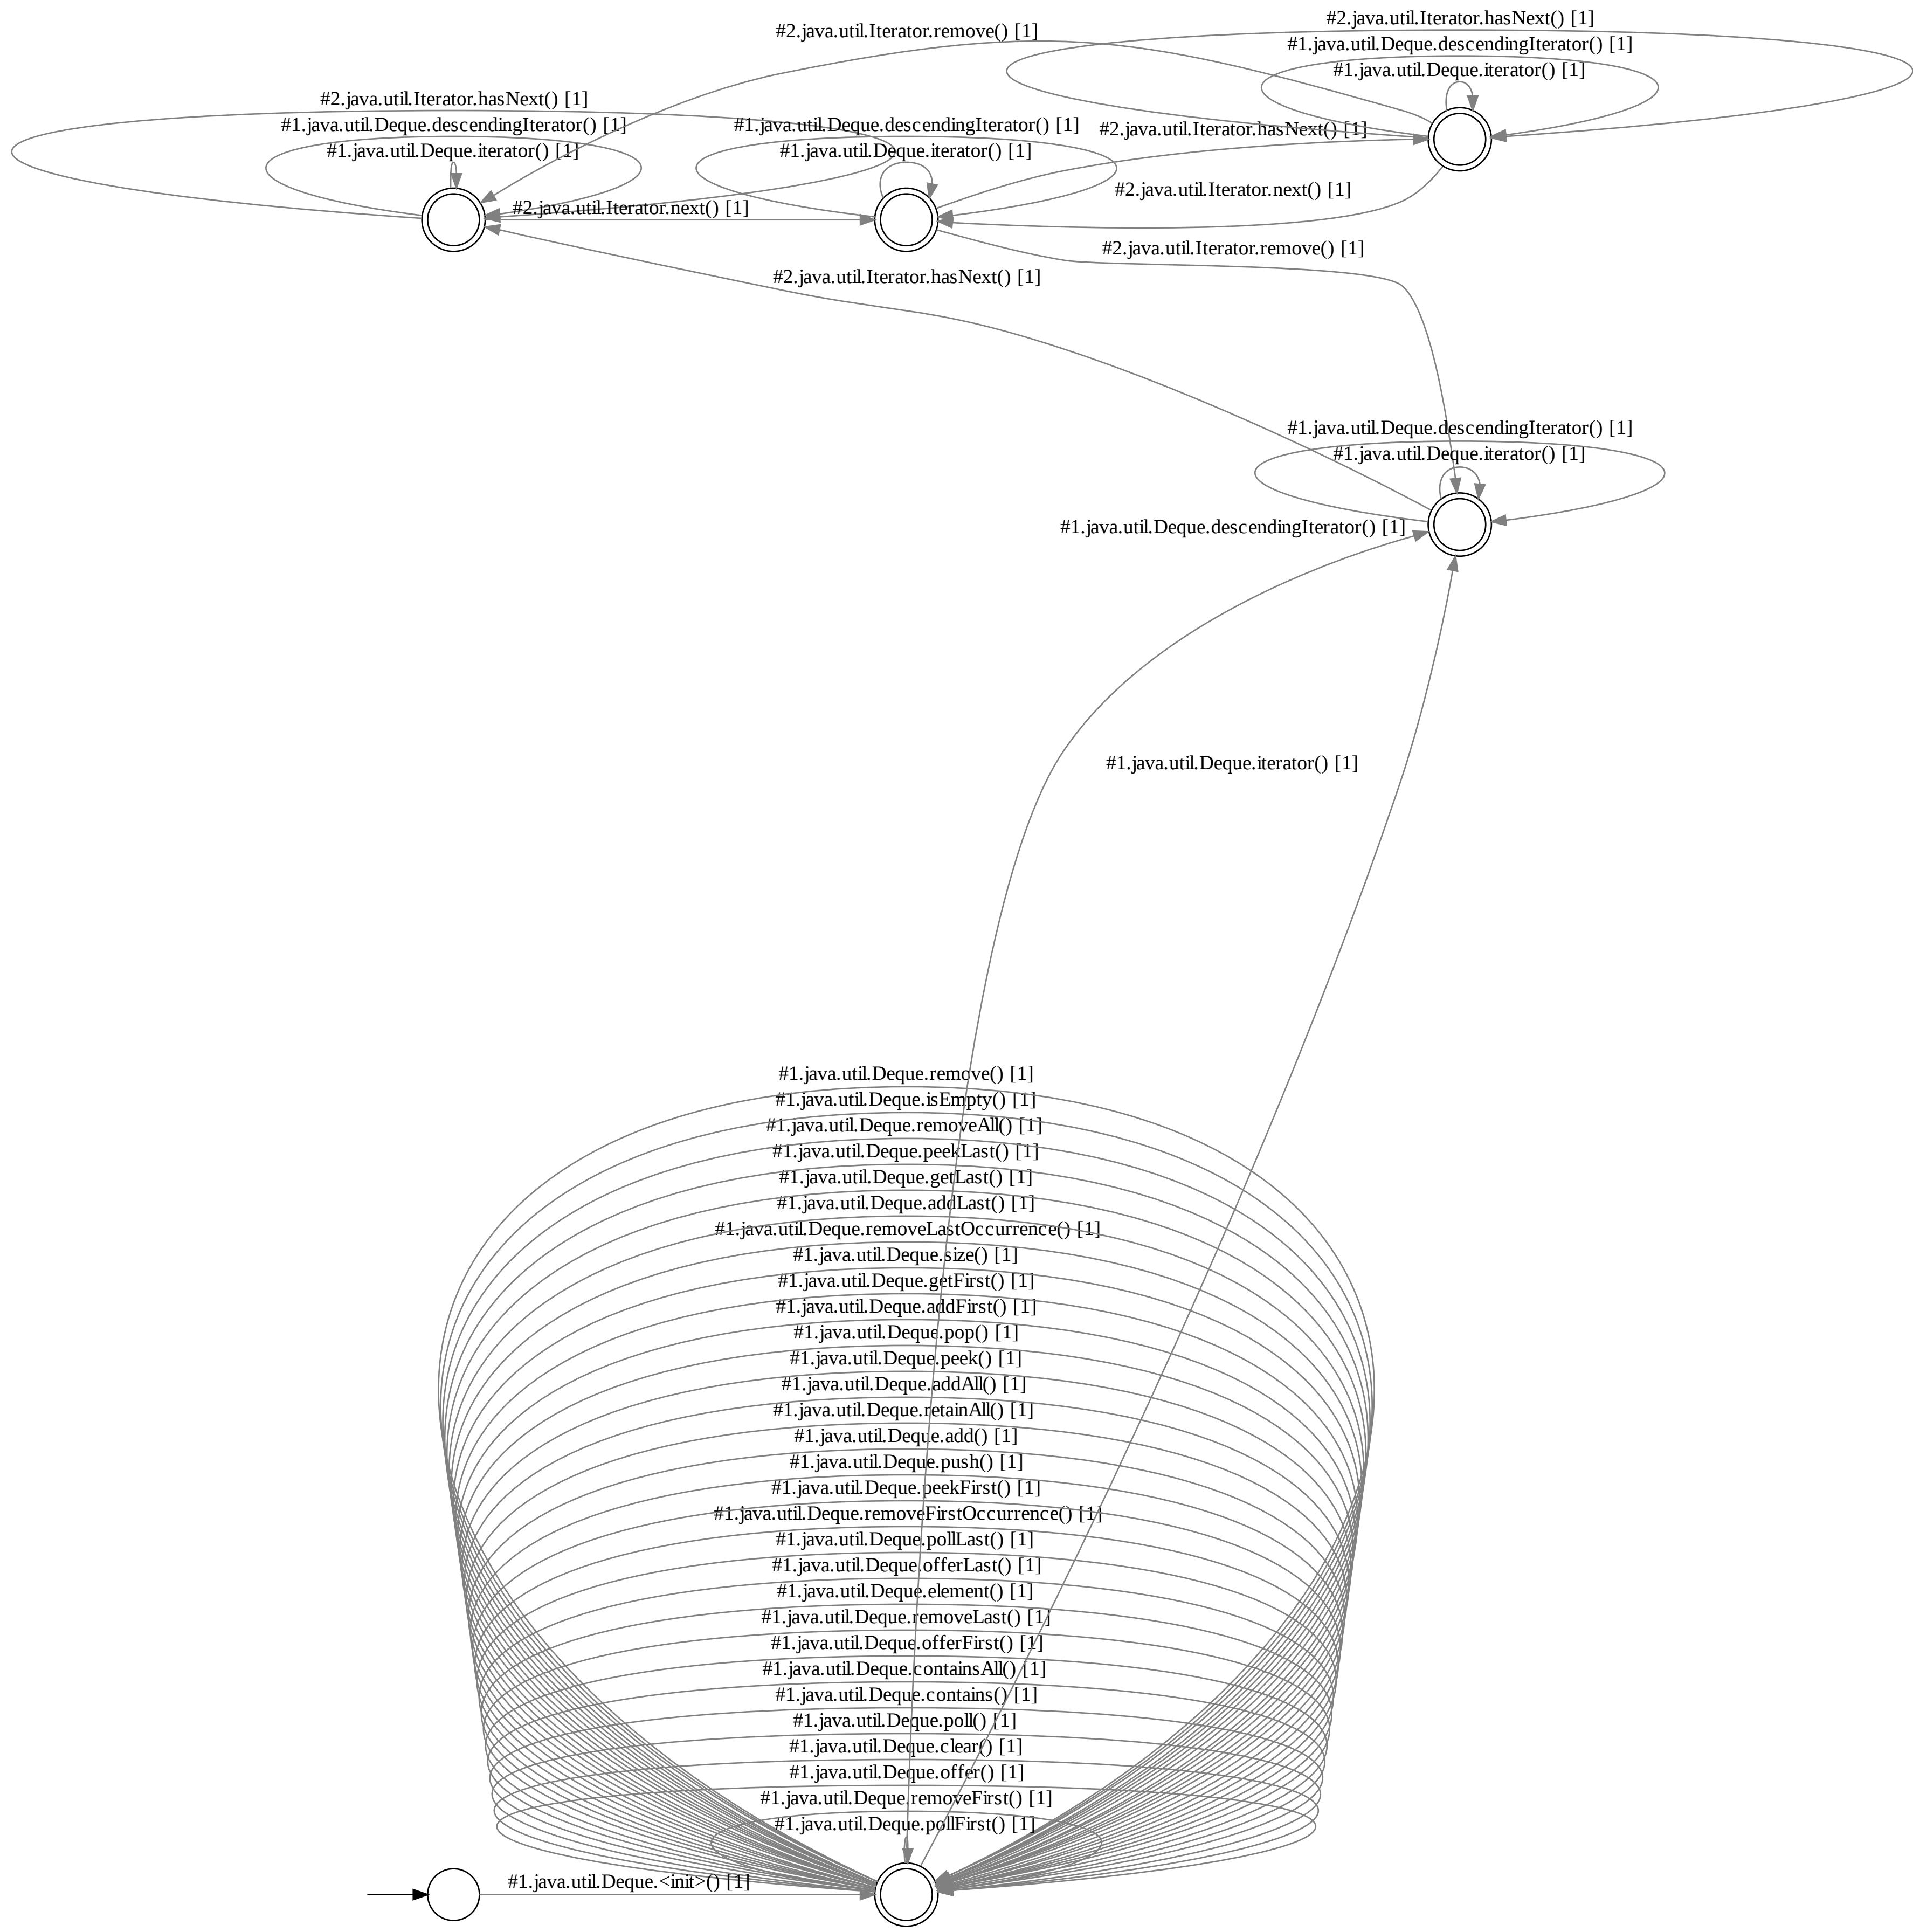 #2.java.util.Iterator.hasNext() [1]
#2.java.util.Iterator.remove() [1]
#1.java.util.Deque.descendingIterator() [1]
#1.java.util.Deque.iterator() [1]
#2.java.util.Iterator.hasNext() [1]
#1.java.util.Deque.descendingIterator() [1]
#1.java.util.Deque.descendingIterator() [1]
#2.java.util.Iterator.hasNext() [1]
#1.java.util.Deque.iterator() [1]
#1.java.util.Deque.iterator() [1]
#2.java.util.Iterator.next() [1]
#2.java.util.Iterator.next() [1]
#2.java.util.Iterator.remove() [1]
#2.java.util.Iterator.hasNext() [1]
#1.java.util.Deque.descendingIterator() [1]
#1.java.util.Deque.iterator() [1]
#1.java.util.Deque.descendingIterator() [1]
#1.java.util.Deque.iterator() [1]
#1.java.util.Deque.remove() [1]
#1.java.util.Deque.isEmpty() [1]
#1.java.util.Deque.removeAll() [1]
#1.java.util.Deque.peekLast() [1]
#1.java.util.Deque.getLast() [1]
#1.java.util.Deque.addLast() [1]
#1.java.util.Deque.removeLastOccurrence() [1]
#1.java.util.Deque.size() [1]
#1.java.util.Deque.getFirst() [1]
#1.java.util.Deque.addFirst() [1]
#1.java.util.Deque.pop() [1]
#1.java.util.Deque.peek() [1]
#1.java.util.Deque.addAll() [1]
#1.java.util.Deque.retainAll() [1]
#1.java.util.Deque.add() [1]
#1.java.util.Deque.push() [1]
#1.java.util.Deque.peekFirst() [1]
#1.java.util.Deque.removeFirstOccurrence() [1]
#1.java.util.Deque.pollLast() [1]
#1.java.util.Deque.offerLast() [1]
#1.java.util.Deque.element() [1]
#1.java.util.Deque.removeLast() [1]
#1.java.util.Deque.offerFirst() [1]
#1.java.util.Deque.containsAll() [1]
#1.java.util.Deque.contains() [1]
#1.java.util.Deque.poll() [1]
#1.java.util.Deque.clear() [1]
#1.java.util.Deque.offer() [1]
#1.java.util.Deque.removeFirst() [1]
#1.java.util.Deque.pollFirst() [1]
#1.java.util.Deque.<init>() [1]